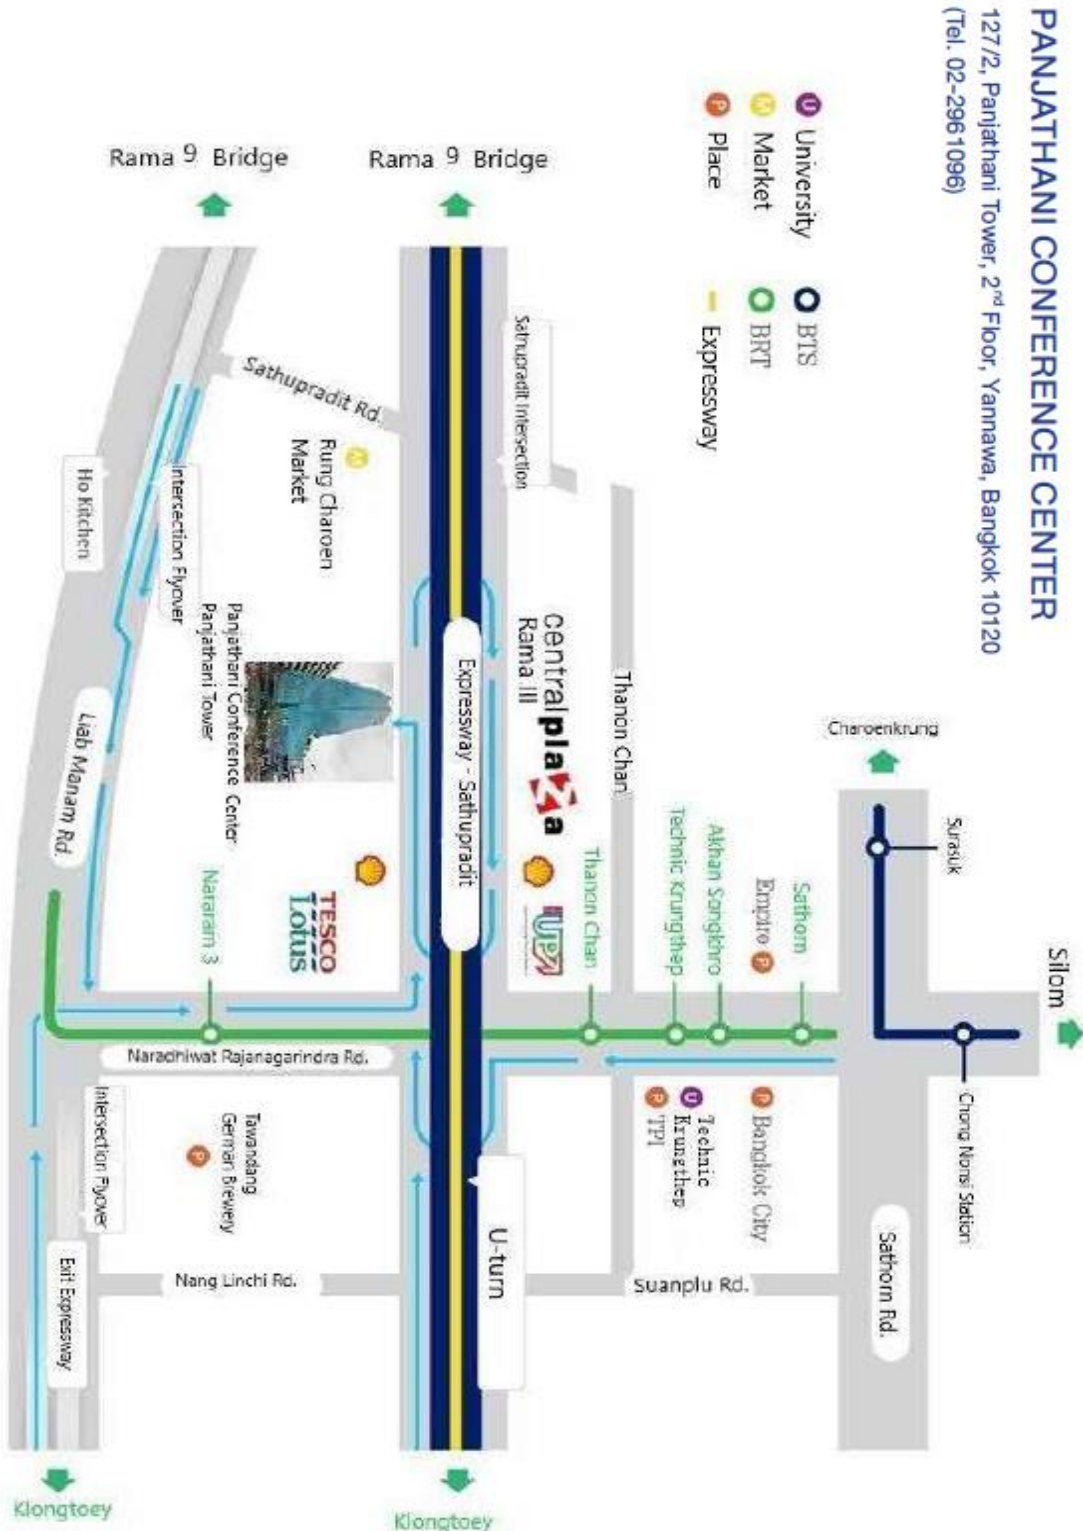 PANJATHANI CONFERENCE CENTER
127/2, Panjathani Tower, 2nd Floor, Yannawa, Bangkok 10120
(Tel. 02-2961096)
U University
M Market
P Place
BTS
BRT
Expressway
Rama 9 Bridge
Rama 9 Bridge
Sathupradit Intersection
Sathupradit Rd.
M
Rung Charoen
Market
Ho Kitchen
Intersection Flyover
Panjathani Conference Center
Panjathani Tower
Liab Manam Rd.
Expressway - Sathupradit
centralplaza
Rama III
Thanon Chan
Charoenkrung
Surasuk
Silom
Chong Nonsi Station
Sathorn Rd.
Sathorn
Empire P
Akhan Songkhro
Technic Krungthep
Thanon Chan
UPA
TESCO
Lotus
Nararam 3
Naradhiwat Rajanagarindra Rd.
P Bangkok City
U Technic
Krungthep
P TPI
Tawandang
German Brewery
P
Intersection Flyover
Exit Expressway
Nang Linchi Rd.
U-turn
Suanplu Rd.
Klongtoey
Klongtoey